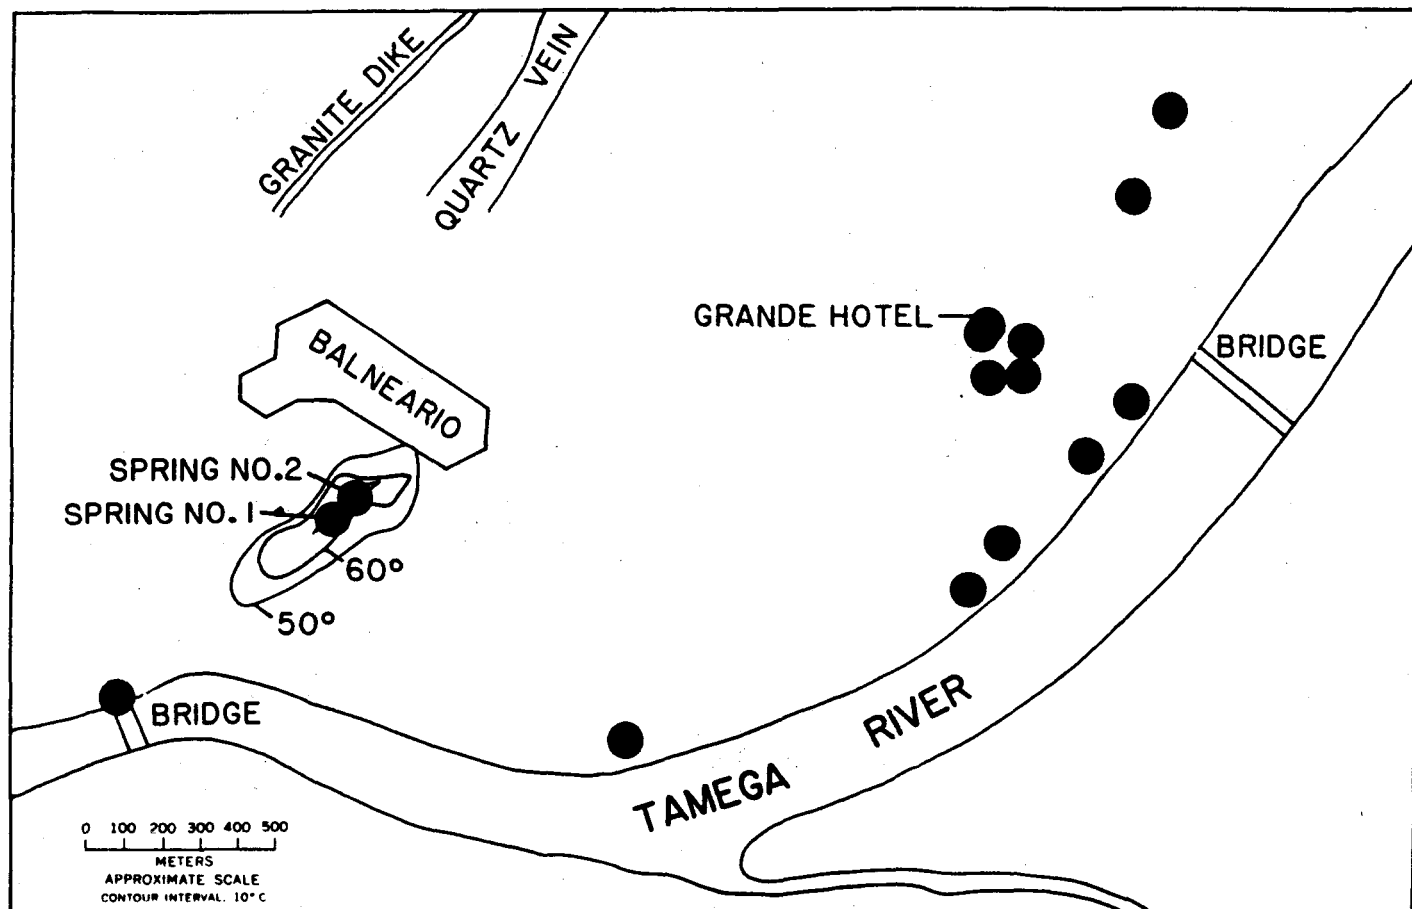 GRANITE DIKE
QUARTZ VEIN
GRANDE HOTEL
BRIDGE
BALNEARIO
SPRING NO.2
SPRING NO.1
60°
50°
BRIDGE
TAMEGA RIVER
0 100 200 300 400 500
METERS
APPROXIMATE SCALE
CONTOUR INTERVAL. 10° C